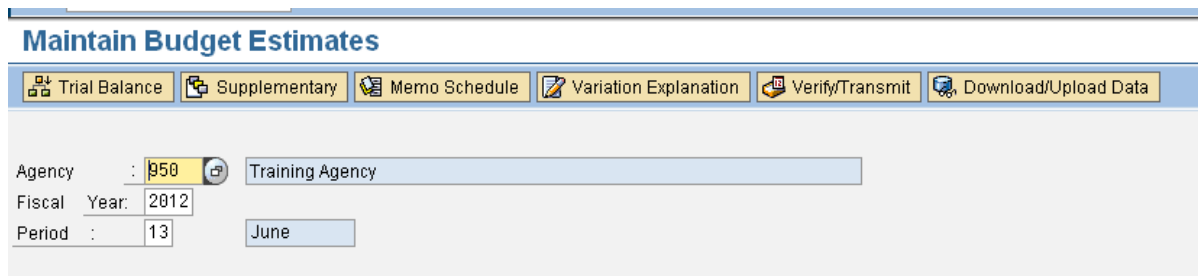 Maintain Budget Estimates
Trial Balance Supplementary Memo Schedule Variation Explanation Verify/Transmit Download/Upload Data
Agency : 950 Training Agency
Fiscal Year: 2012
Period : 13 June